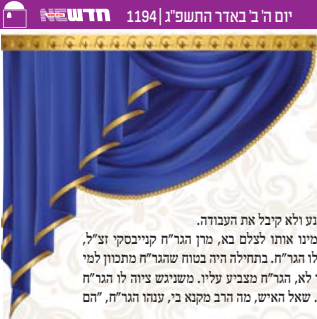 יום ה' ב' באדר התשפ"ג | 1194 חדש NEWS
נע ולא קיבל את העבודה.
מינו אותו לצלם בא, מרן הגר"ח קנייבסקי זצ"ל,
לו הגר"ח. בתחילה היה בטוח שהגר"ח מתכוון למי
לא, הגר"ח מצביע עליו. משניגש ציוה לו הגר"ח
. שאל האיש, מה הרב מקנא בי, ענהו הגר"ח, "הם